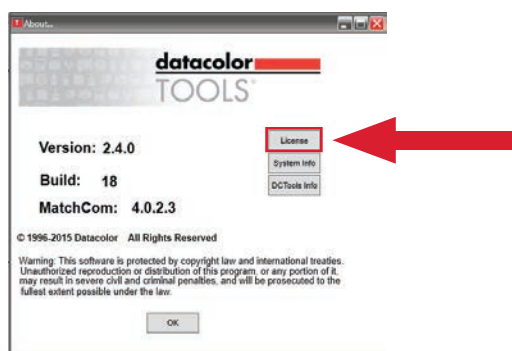 About...
datacolor
TOOLS
Version: 2.4.0
License
System Info
Build: 18
DCTools Info
MatchCom: 4.0.2.3
© 1996-2015 Datacolor All Rights Reserved
Warning: This software is protected by copyright law and international treaties.
Unauthorized reproduction or distribution of this program, or any portion of it,
may result in severe civil and criminal penalties, and will be prosecuted to the
fullest extent possible under the law.
OK